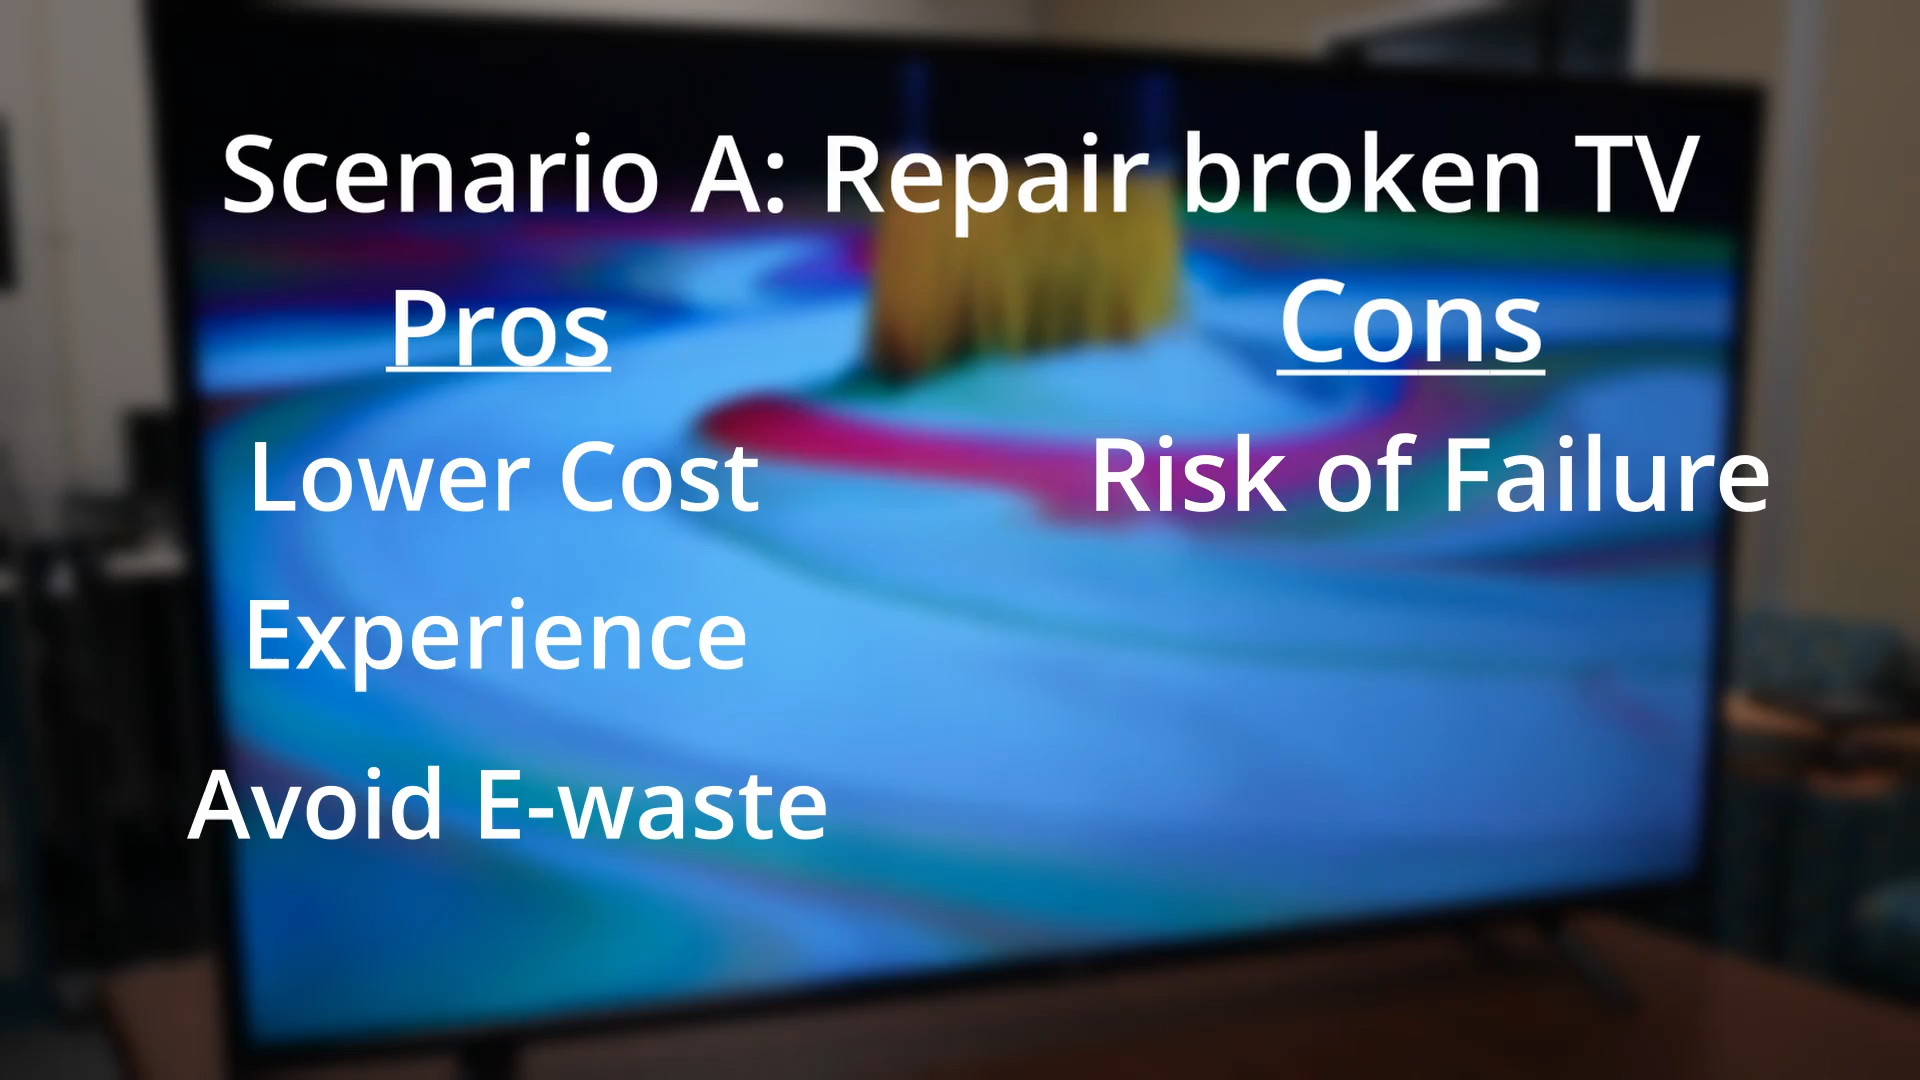 Scenario A: Repair broken TV
Pros
Cons
Lower Cost
Risk of Failure
Experience
Avoid E-waste